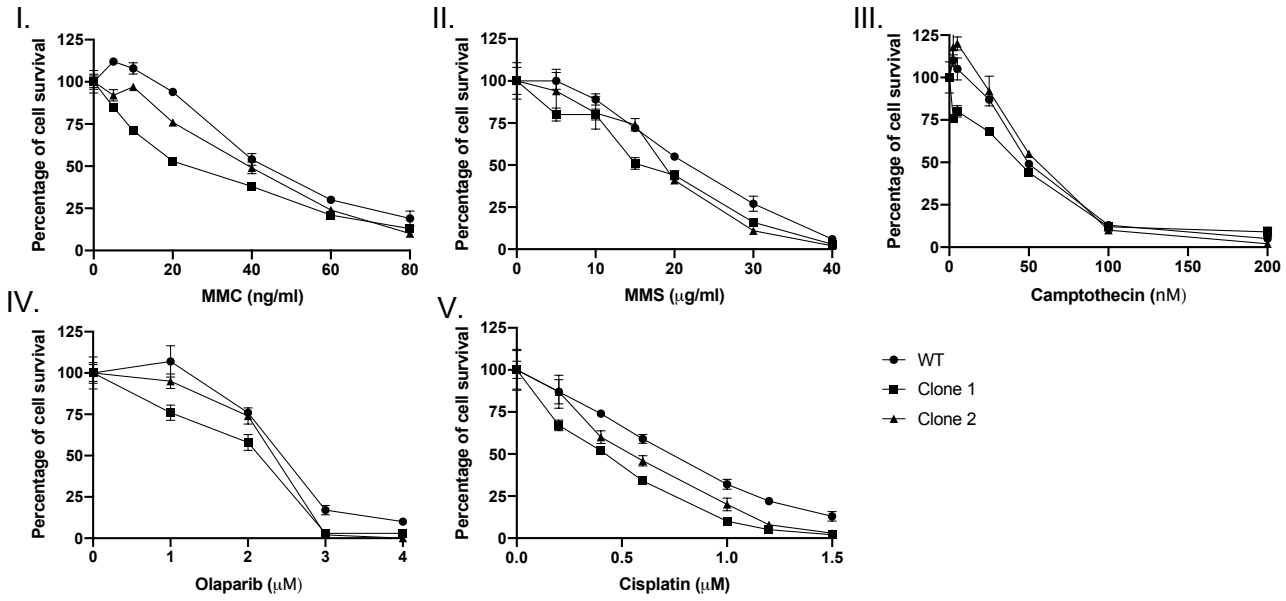 I.
Percentage of cell survival
125
100
75
50
25
0
0 20 40 60 80
MMC (ng/ml)
II.
Percentage of cell survival
125
100
75
50
25
0
0 10 20 30 40
MMS (μg/ml)
III.
Percentage of cell survival
125
100
75
50
25
0
0 50 100 150 200
Camptothecin (nM)
IV.
Percentage of cell survival
125
100
75
50
25
0
0 1 2 3 4
Olaparib (μM)
V.
Percentage of cell survival
125
100
75
50
25
0
0.0 0.5 1.0 1.5
Cisplatin (μM)
WT
Clone 1
Clone 2